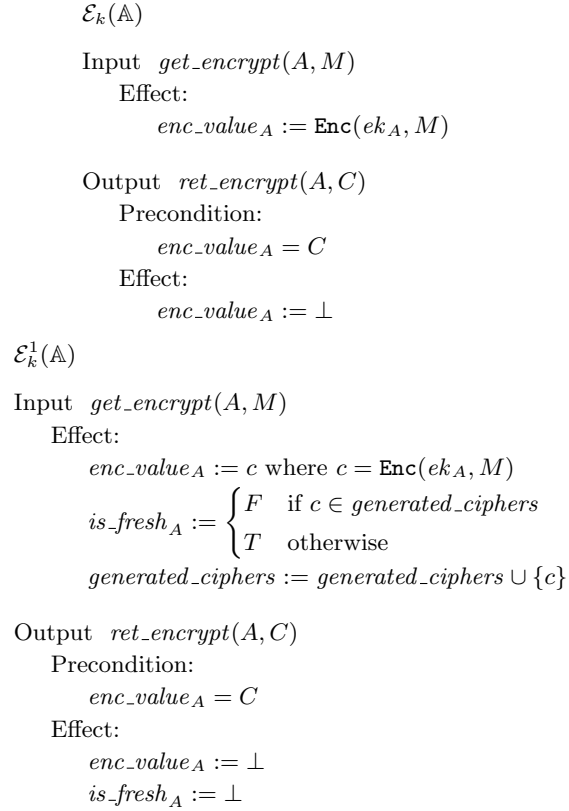 ℰ_k(𝔸)
Input get_encrypt(A, M)
Effect:
enc_value_A := Enc(ek_A, M)
Output ret_encrypt(A, C)
Precondition:
enc_value_A = C
Effect:
enc_value_A := ⊥
ℰ_k^1(𝔸)
Input get_encrypt(A, M)
Effect:
enc_value_A := c where c = Enc(ek_A, M)
is_fresh_A := { F if c ∈ generated_ciphers
T otherwise
generated_ciphers := generated_ciphers ∪ {c}
Output ret_encrypt(A, C)
Precondition:
enc_value_A = C
Effect:
enc_value_A := ⊥
is_fresh_A := ⊥